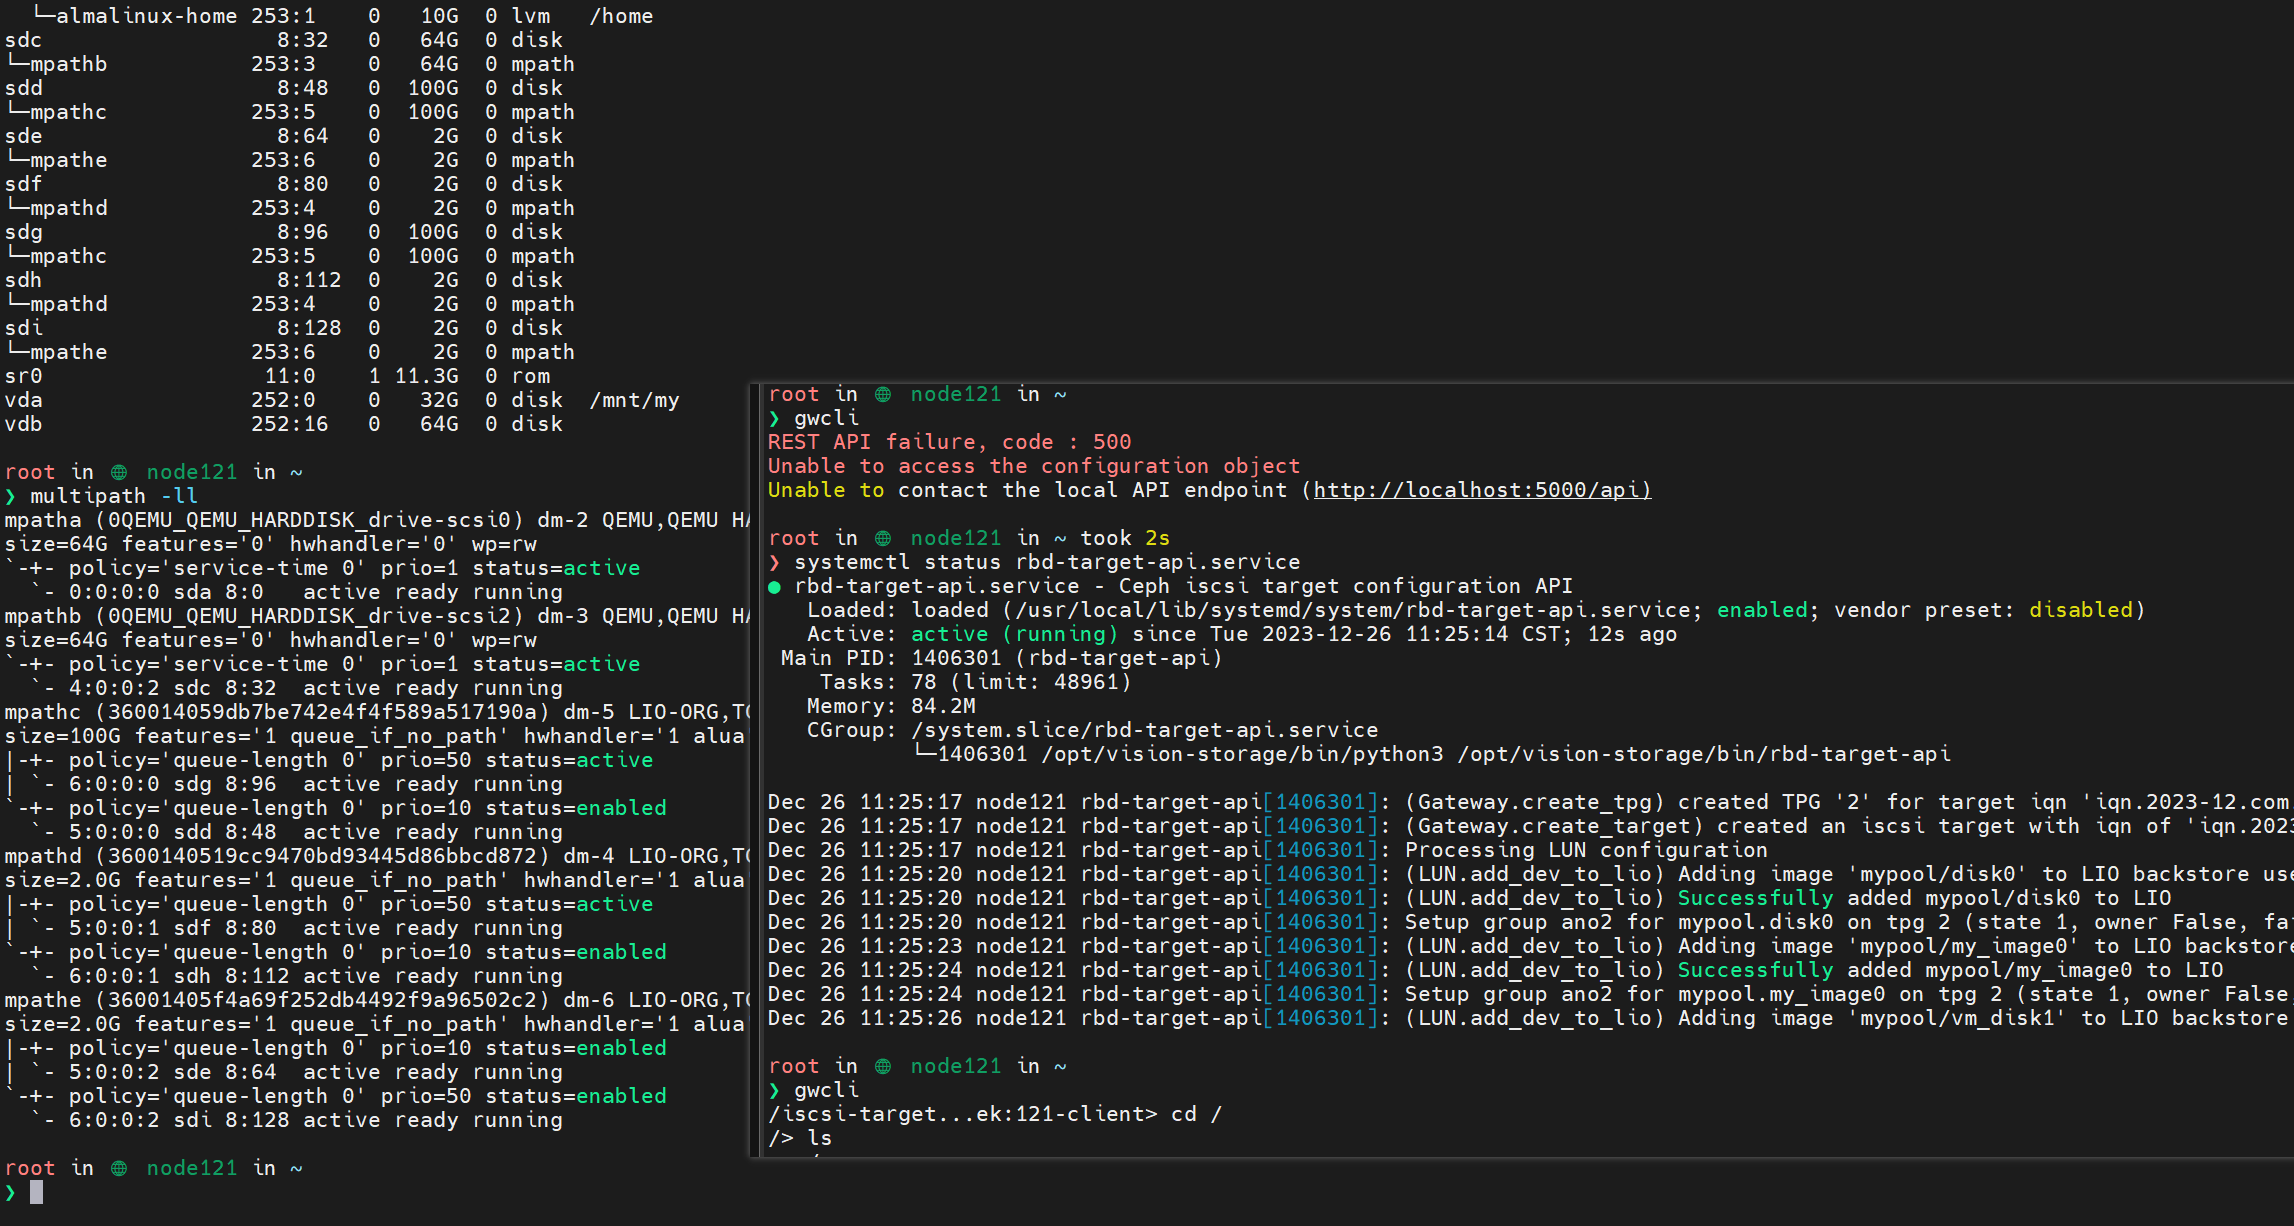 └─almalinux-home 253:1    0   10G  0 lvm   /home
sdc                  8:32   0   64G  0 disk
└─mpathb           253:3    0   64G  0 mpath
sdd                  8:48   0  100G  0 disk
└─mpathc           253:5    0  100G  0 mpath
sde                  8:64   0    2G  0 disk
└─mpathe           253:6    0    2G  0 mpath
sdf                  8:80   0    2G  0 disk
└─mpathd           253:4    0    2G  0 mpath
sdg                  8:96   0  100G  0 disk
└─mpathc           253:5    0  100G  0 mpath
sdh                  8:112  0    2G  0 disk
└─mpathd           253:4    0    2G  0 mpath
sdi                  8:128  0    2G  0 disk
└─mpathe           253:6    0    2G  0 mpath
sr0                 11:0    1 11.3G  0 rom
vda                252:0    0   32G  0 disk  /mnt/my
vdb                252:16   0   64G  0 disk
root in 🌐 node121 in ~
❯ multipath -ll
mpatha (0QEMU_QEMU_HARDDISK_drive-scsi0) dm-2 QEMU,QEMU HA
size=64G features='0' hwhandler='0' wp=rw
`-+- policy='service-time 0' prio=1 status=active
  `- 0:0:0:0 sda 8:0   active ready running
mpathb (0QEMU_QEMU_HARDDISK_drive-scsi2) dm-3 QEMU,QEMU HA
size=64G features='0' hwhandler='0' wp=rw
`-+- policy='service-time 0' prio=1 status=active
  `- 4:0:0:2 sdc 8:32  active ready running
mpathc (360014059db7be742e4f4f589a517190a) dm-5 LIO-ORG,TC
size=100G features='1 queue_if_no_path' hwhandler='1 alua'
|-+- policy='queue-length 0' prio=50 status=active
| `- 6:0:0:0 sdg 8:96  active ready running
`-+- policy='queue-length 0' prio=10 status=enabled
  `- 5:0:0:0 sdd 8:48  active ready running
mpathd (3600140519cc9470bd93445d86bbcd872) dm-4 LIO-ORG,TC
size=2.0G features='1 queue_if_no_path' hwhandler='1 alua'
|-+- policy='queue-length 0' prio=50 status=active
| `- 5:0:0:1 sdf 8:80  active ready running
`-+- policy='queue-length 0' prio=10 status=enabled
  `- 6:0:0:1 sdh 8:112 active ready running
mpathe (36001405f4a69f252db4492f9a96502c2) dm-6 LIO-ORG,TC
size=2.0G features='1 queue_if_no_path' hwhandler='1 alua'
|-+- policy='queue-length 0' prio=10 status=enabled
| `- 5:0:0:2 sde 8:64  active ready running
`-+- policy='queue-length 0' prio=50 status=enabled
  `- 6:0:0:2 sdi 8:128 active ready running
root in 🌐 node121 in ~
❯
root in 🌐 node121 in ~
❯ gwcli
REST API failure, code : 500
Unable to access the configuration object
Unable to contact the local API endpoint (http://localhost:5000/api)
root in 🌐 node121 in ~ took 2s
❯ systemctl status rbd-target-api.service
● rbd-target-api.service - Ceph iscsi target configuration API
   Loaded: loaded (/usr/local/lib/systemd/system/rbd-target-api.service; enabled; vendor preset: disabled)
   Active: active (running) since Tue 2023-12-26 11:25:14 CST; 12s ago
 Main PID: 1406301 (rbd-target-api)
    Tasks: 78 (limit: 48961)
   Memory: 84.2M
   CGroup: /system.slice/rbd-target-api.service
           └─1406301 /opt/vision-storage/bin/python3 /opt/vision-storage/bin/rbd-target-api
Dec 26 11:25:17 node121 rbd-target-api[1406301]: (Gateway.create_tpg) created TPG '2' for target iqn 'iqn.2023-12.com.
Dec 26 11:25:17 node121 rbd-target-api[1406301]: (Gateway.create_target) created an iscsi target with iqn of 'iqn.2023
Dec 26 11:25:17 node121 rbd-target-api[1406301]: Processing LUN configuration
Dec 26 11:25:20 node121 rbd-target-api[1406301]: (LUN.add_dev_to_lio) Adding image 'mypool/disk0' to LIO backstore use
Dec 26 11:25:20 node121 rbd-target-api[1406301]: (LUN.add_dev_to_lio) Successfully added mypool/disk0 to LIO
Dec 26 11:25:20 node121 rbd-target-api[1406301]: Setup group ano2 for mypool.disk0 on tpg 2 (state 1, owner False, fai
Dec 26 11:25:23 node121 rbd-target-api[1406301]: (LUN.add_dev_to_lio) Adding image 'mypool/my_image0' to LIO backstore
Dec 26 11:25:24 node121 rbd-target-api[1406301]: (LUN.add_dev_to_lio) Successfully added mypool/my_image0 to LIO
Dec 26 11:25:24 node121 rbd-target-api[1406301]: Setup group ano2 for mypool.my_image0 on tpg 2 (state 1, owner False,
Dec 26 11:25:26 node121 rbd-target-api[1406301]: (LUN.add_dev_to_lio) Adding image 'mypool/vm_disk1' to LIO backstore
root in 🌐 node121 in ~
❯ gwcli
/iscsi-target...ek:121-client> cd /
/> ls